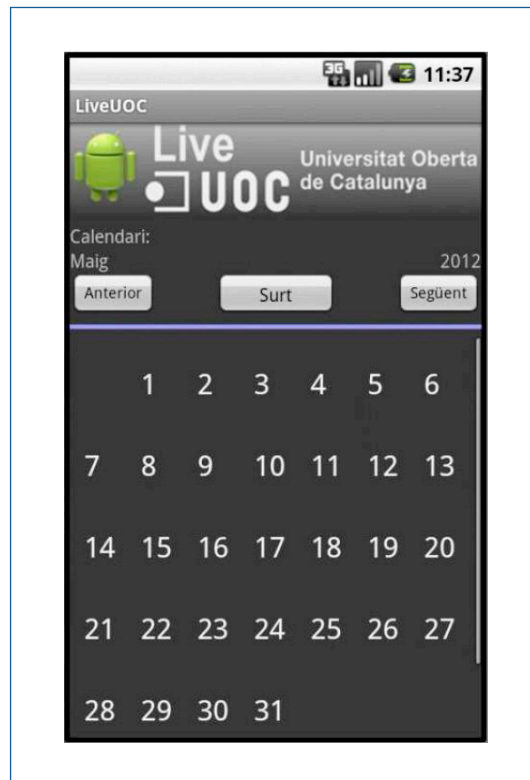 3G 11:37
LiveUOC
Live UOC
Universitat Oberta
de Catalunya
Calendari:
Maig 2012
Anterior Surt Següent
1 2 3 4 5 6
7 8 9 10 11 12 13
14 15 16 17 18 19 20
21 22 23 24 25 26 27
28 29 30 31